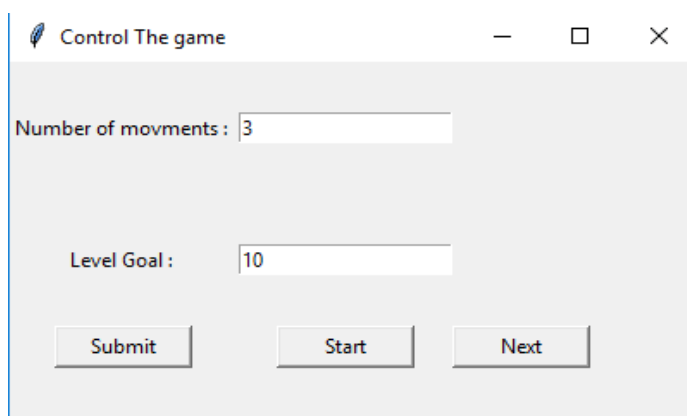 Control The game
Number of movments : 3
Level Goal : 10
Submit Start Next